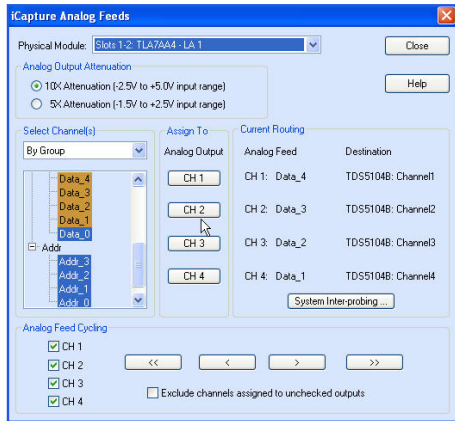 iCapture Analog Feeds
Physical Module: Slots 1-2: TLA7AA4 - LA 1
Close
Analog Output Attenuation
10X Attenuation (-2.5V to +5.0V input range)
5X Attenuation (-1.5V to +2.5V input range)
Help
Select Channel(s)
By Group
Data_4
Data_3
Data_2
Data_1
Data_0
Addr
Addr_3
Addr_2
Addr_1
Addr_0
Assign To
Analog Output
CH 1
CH 2
CH 3
CH 4
Current Routing
Analog Feed Destination
CH 1: Data_4 TDS5104B: Channel1
CH 2: Data_3 TDS5104B: Channel2
CH 3: Data_2 TDS5104B: Channel3
CH 4: Data_1 TDS5104B: Channel4
System Inter-probing ...
Analog Feed Cycling
CH 1
CH 2
CH 3
CH 4
<< < > >>
Exclude channels assigned to unchecked outputs